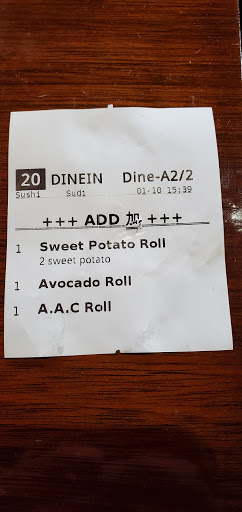 20 DINEIN Dine-A2/2
Sushi Sudi 01-10 15:39
+++ ADD 加 +++
1 Sweet Potato Roll
2 sweet potato
1 Avocado Roll
1 A.A.C Roll